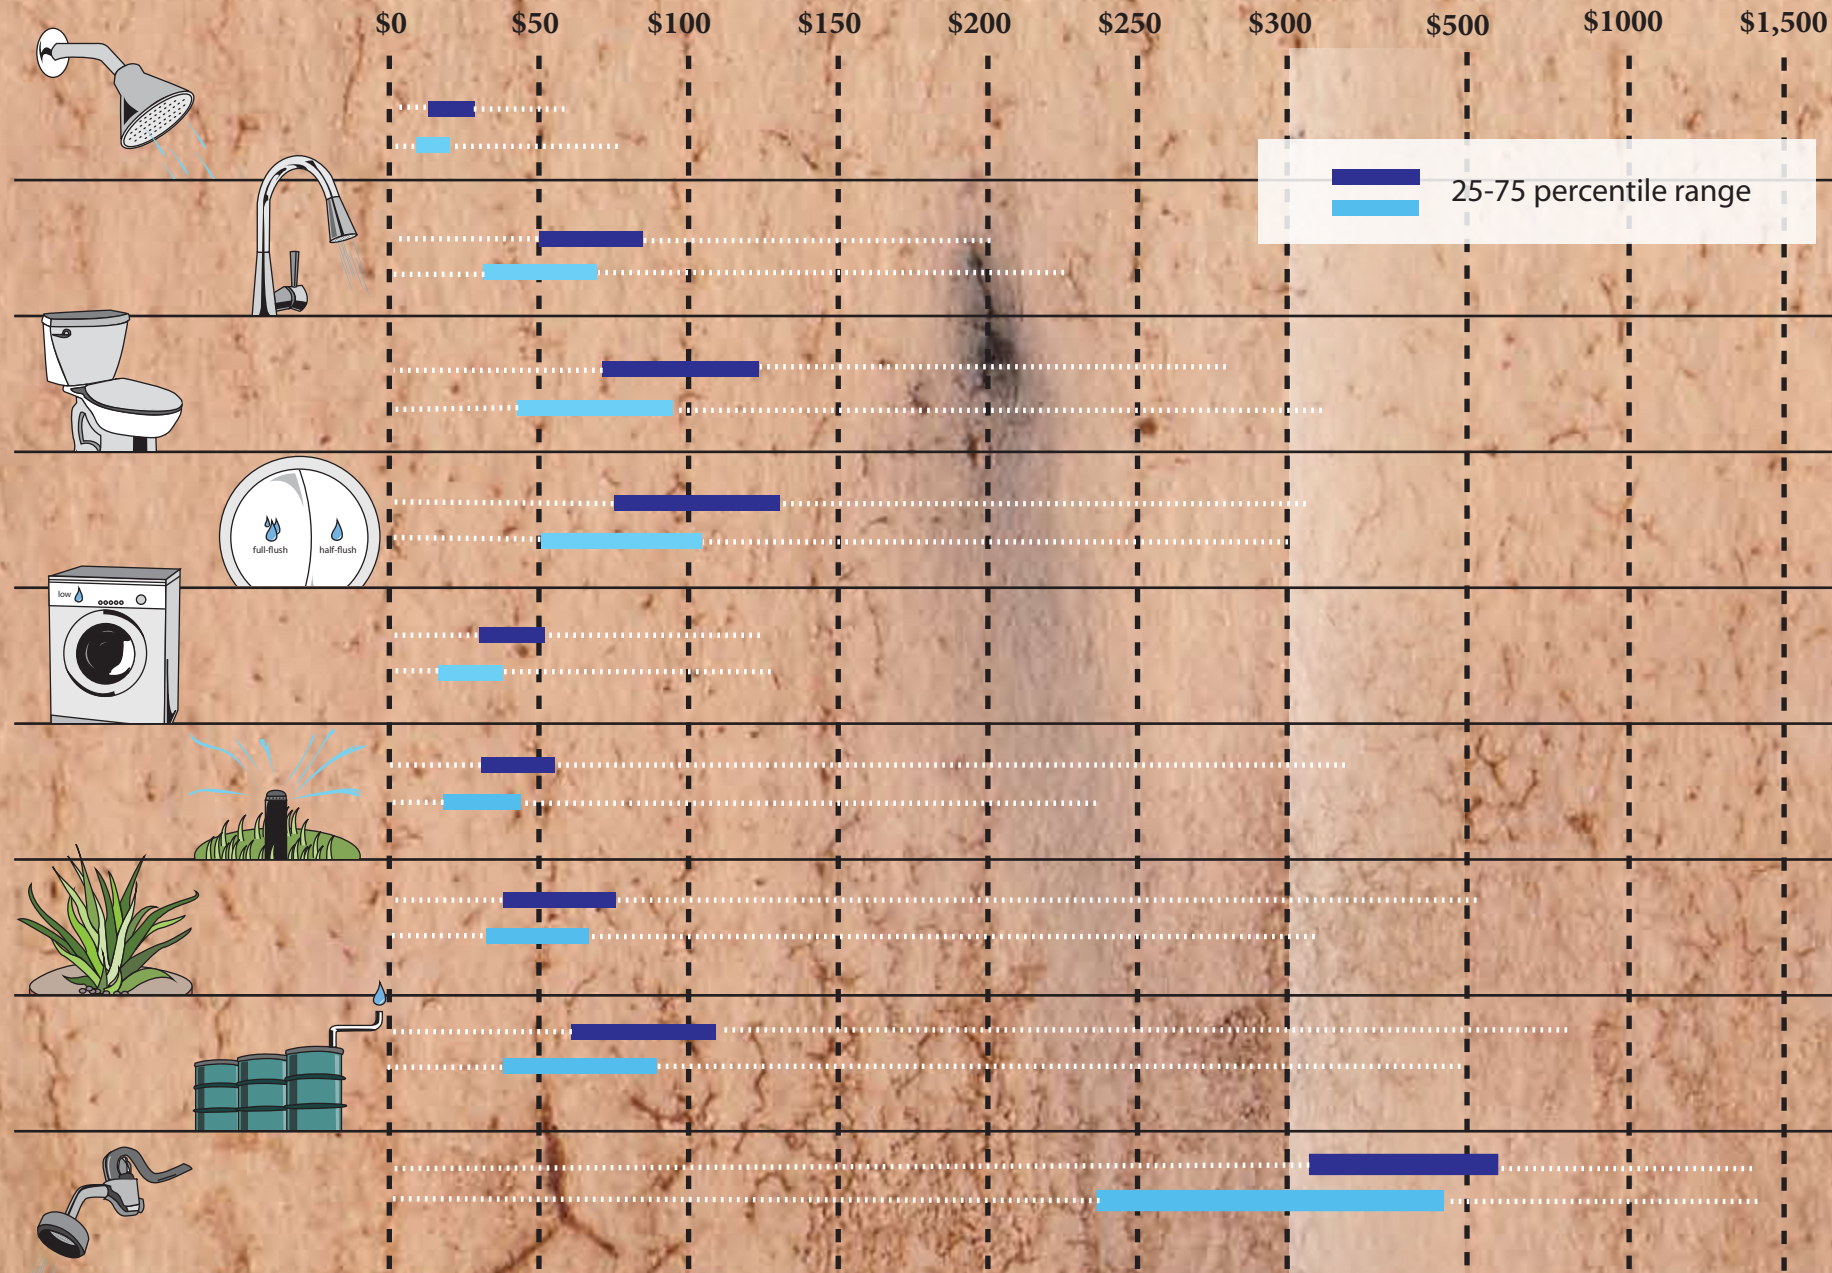 $0 $50 $100 $150 $200 $250 $300 $500 $1000 $1,500
25-75 percentile range
full-flush half-flush
low